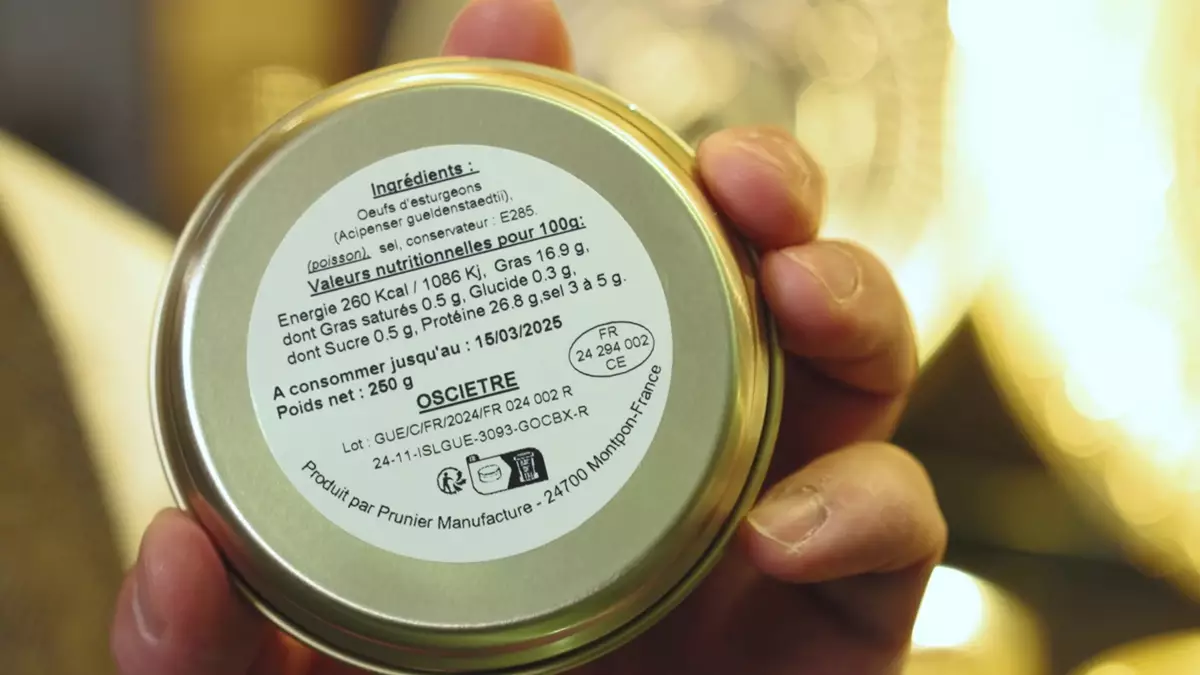 Ingrédients :
Oeufs d'esturgeons
(Acipenser gueldenstaedtii),
(poisson), sel, conservateur : E285.
Valeurs nutritionnelles pour 100g:
Energie 260 Kcal / 1086 Kj, Gras 16.9 g,
dont Gras saturés 0.5 g, Glucide 0.3 g,
dont Sucre 0.5 g, Protéine 26.8 g,sel 3 à 5 g.
A consommer jusqu'au : 15/03/2025
Poids net : 250 g
FR
24 294 002
CE
OSCIETRE
Lot : GUE/C/FR/2024/FR 024 002 R
24-11-ISLGUE-3093-GOCBX-R
FR
Produit par Prunier Manufacture - 24700 Montpon-France